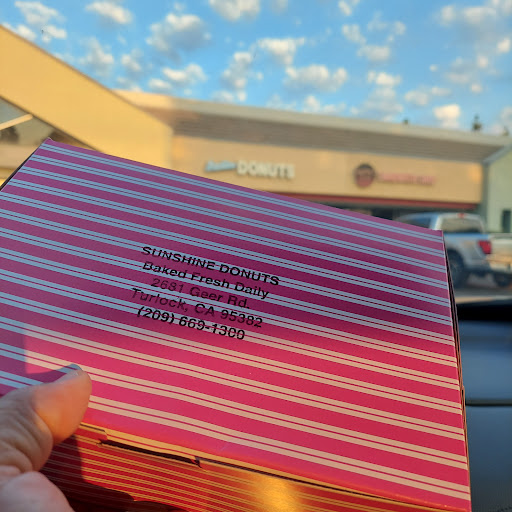 DONUTS
SUNSHINE DONUTS
Baked Fresh Daily
2681 Geer Rd.
Turlock, CA 95382
(209) 669-1300